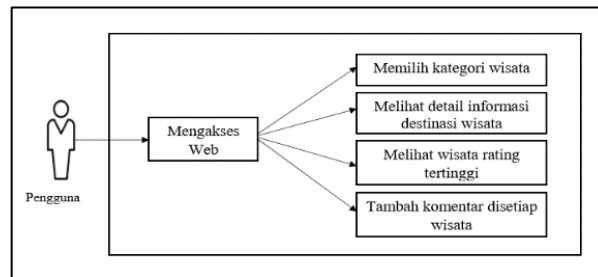 Pengguna
Mengakses
Web
Memilih kategori wisata
Melihat detail informasi
destinasi wisata
Melihat wisata rating
tertinggi
Tambah komentar disetiap
wisata